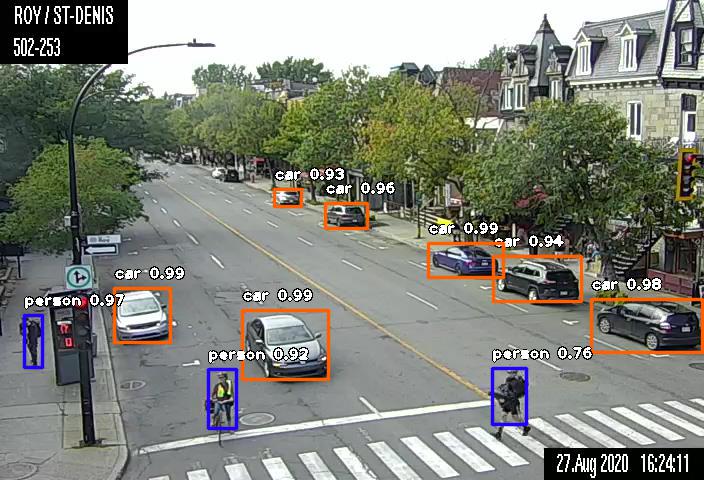 ROY / ST-DENIS
502-253
car 0.93
car 0.96
car 0.99
car 0.94
car 0.99
car 0.98
person 0.97
car 0.99
person 0.92
person 0.76
27.Aug 2020 16:24:11